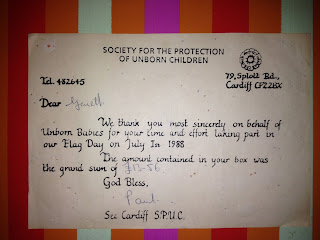 SOCIETY FOR THE PROTECTION
OF UNBORN CHILDREN
Tel. 482645
79, Splott Rd.,
Cardiff CF2 2BX
Dear
We thank you most sincerely on behalf of
Unborn Babies for your time and effort taking part in
our Flag Day on July 1st 1988
The amount contained in your box was
the grand sum of £13-86
God Bless,
Paul
Sec Cardiff S.P.U.C.